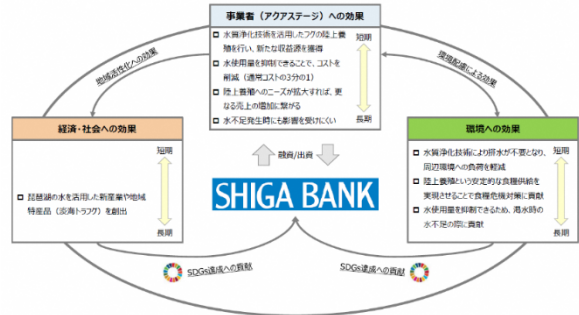 事業者（アクアステージ）への効果
□ 水質浄化技術を活用したフグの陸上養
殖を行い、新たな収益源を獲得
□ 水使用量を抑制できることで、コストを
削減（通常コストの3分の1）
□ 陸上養殖へのニーズが拡大すれば、更
なる売上の増加に繋がる
□ 水不足発生時にも影響を受けにくい
短期
長期
地域活性化への効果
環境配慮による効果
経済・社会への効果
□ 琵琶湖の水を活用した新産業や地域
特産品（淡海トラフグ）を創出
短期
長期
融資/出資
SHIGA BANK
環境への効果
□ 水質浄化技術により排水が不要となり、
周辺環境への負荷を軽減
□ 陸上養殖という安定的な食糧供給を
実現させることで食糧危機対策に貢献
□ 水使用量を抑制できるため、渇水時の
水不足の際に貢献
短期
長期
SDGs達成への貢献
SDGs達成への貢献